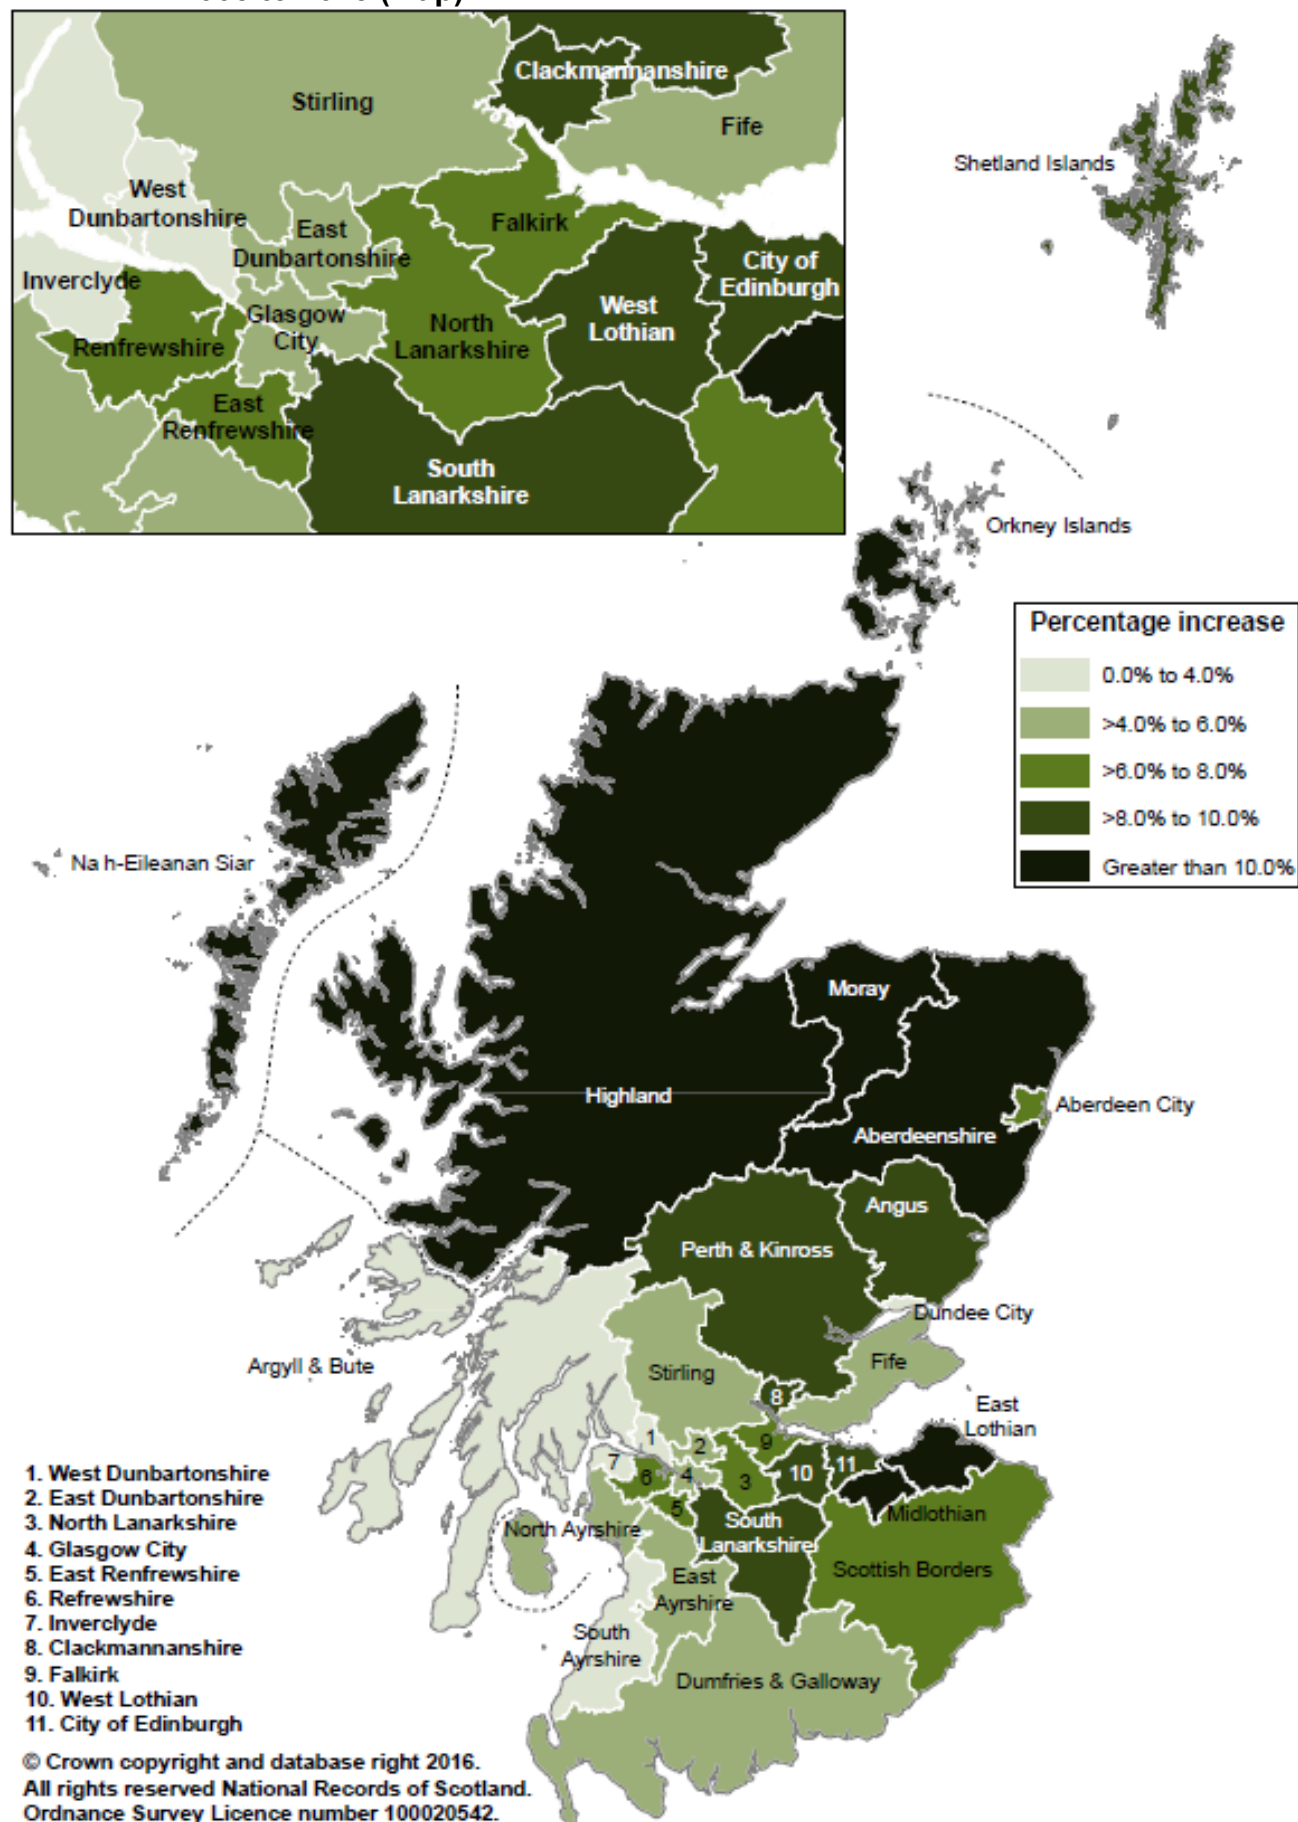 Stirling
Clackmannanshire
Fife
West
Dunbartonshire
East
Dunbartonshire
Falkirk
Inverclyde
Glasgow
City
Renfrewshire
North
Lanarkshire
West
Lothian
City of
Edinburgh
East
Renfrewshire
South
Lanarkshire
Shetland Islands
Orkney Islands
Percentage increase
0.0% to 4.0%
>4.0% to 6.0%
>6.0% to 8.0%
>8.0% to 10.0%
Greater than 10.0%
Na h-Eileanan Siar
Moray
Highland
Aberdeen City
Aberdeenshire
Angus
Perth & Kinross
Dundee City
Argyll & Bute
Stirling
Fife
8
East
Lothian
1
2
9
7
6
4
3
10
11
5
North Ayrshire
South
Lanarkshire
Midlothian
Scottish Borders
East
Ayrshire
South
Ayrshire
Dumfries & Galloway
1. West Dunbartonshire
2. East Dunbartonshire
3. North Lanarkshire
4. Glasgow City
5. East Renfrewshire
6. Refrewshire
7. Inverclyde
8. Clackmannanshire
9. Falkirk
10. West Lothian
11. City of Edinburgh
© Crown copyright and database right 2016.
All rights reserved National Records of Scotland.
Ordnance Survey Licence number 100020542.